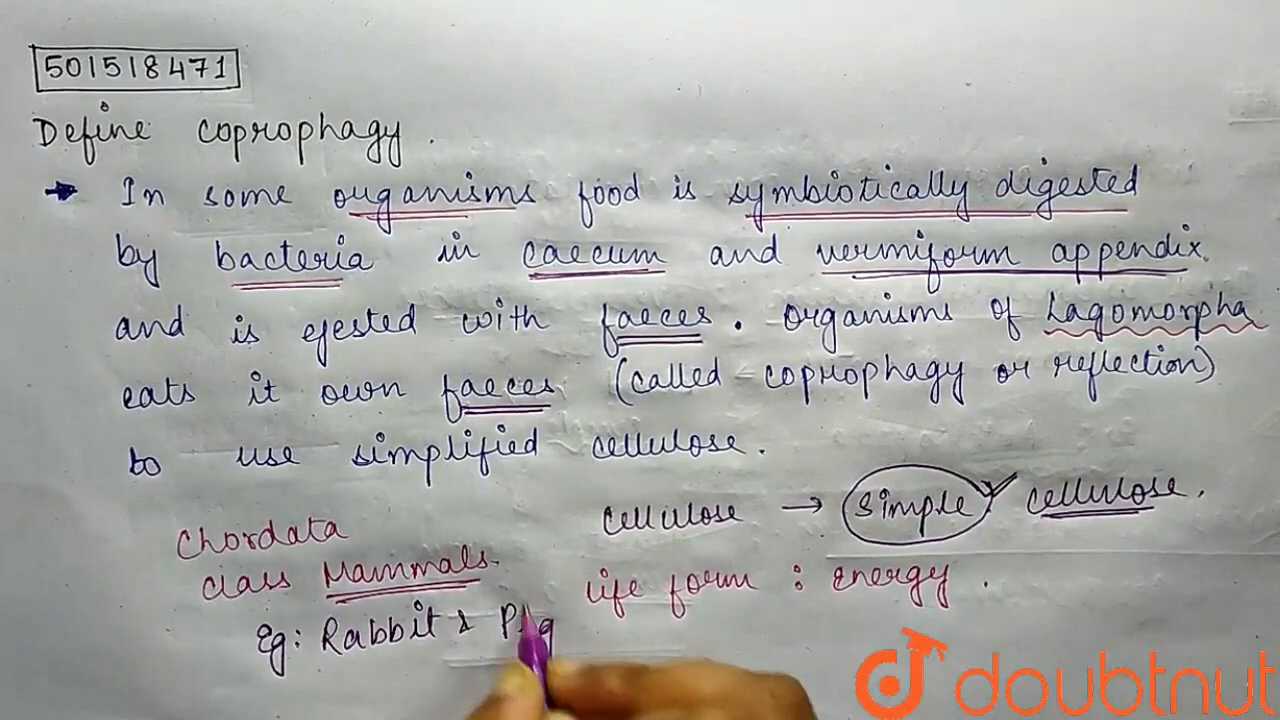 501518471
Define coprophagy.
→ In some organisms food is symbiotically digested
by bacteria in caecum and vermiform appendix.
and is ejested with faeces. organisms of Lagomorpha
eats it own faeces (called coprophagy or reflection)
to use simplified cellulose.
cellulose → simple cellulose.
Chordata
class Mammals.
life form : energy.
Eg: Rabbit & Pig
doubtnut